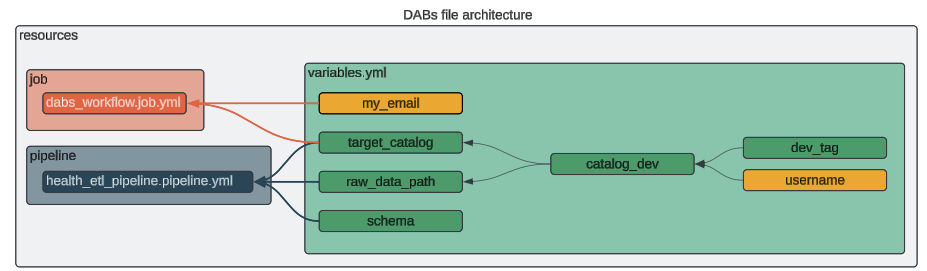 DABs file architecture
resources
job
dabs_workflow.job.yml
pipeline
health_etl_pipeline.pipeline.yml
variables.yml
my_email
target_catalog
raw_data_path
schema
catalog_dev
dev_tag
username